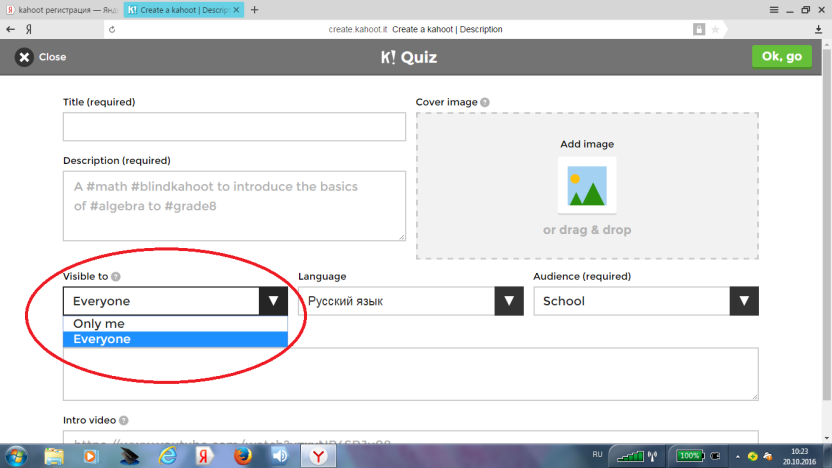 kahoot регистрация — Янд
K! Create a kahoot | Descript
create.kahoot.it Create a kahoot | Description
Close
K! Quiz
Ok, go
Title (required)
Cover image
Add image
or drag & drop
Description (required)
A #math #blindkahoot to introduce the basics
of #algebra to #grade8
Visible to
Language
Audience (required)
Everyone
Русский язык
School
Only me
Everyone
Intro video
RU
100%
10:23
20.10.2016